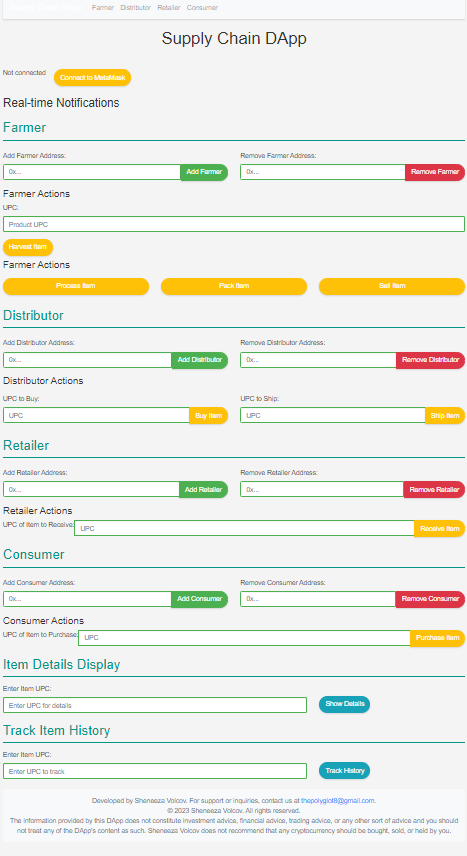 Farmer Distributor Retailer Consumer
Supply Chain DApp
Not connected Connect to MetaMask
Real-time Notifications
Farmer
Add Farmer Address: Remove Farmer Address:
0x... Add Farmer 0x... Remove Farmer
Farmer Actions
UPC:
Product UPC
Harvest Item
Farmer Actions
Process Item Pack Item Sell Item
Distributor
Add Distributor Address: Remove Distributor Address:
0x... Add Distributor 0x... Remove Distributor
Distributor Actions
UPC to Buy: UPC to Ship:
UPC Buy Item UPC Ship Item
Retailer
Add Retailer Address: Remove Retailer Address:
0x... Add Retailer 0x... Remove Retailer
Retailer Actions
UPC of Item to Receive: UPC Receive Item
Consumer
Add Consumer Address: Remove Consumer Address:
0x... Add Consumer 0x... Remove Consumer
Consumer Actions
UPC of Item to Purchase: UPC Purchase Item
Item Details Display
Enter Item UPC:
Enter UPC for details Show Details
Track Item History
Enter Item UPC:
Enter UPC to track Track History
Developed by Sheneeza Volcov. For support or inquiries, contact us at thepolyglot8@gmail.com.
© 2023 Sheneeza Volcov. All rights reserved.
The information provided by this DApp does not constitute investment advice, financial advice, trading advice, or any other sort of advice and you should
not treat any of the DApp's content as such. Sheneeza Volcov does not recommend that any cryptocurrency should be bought, sold, or held by you.